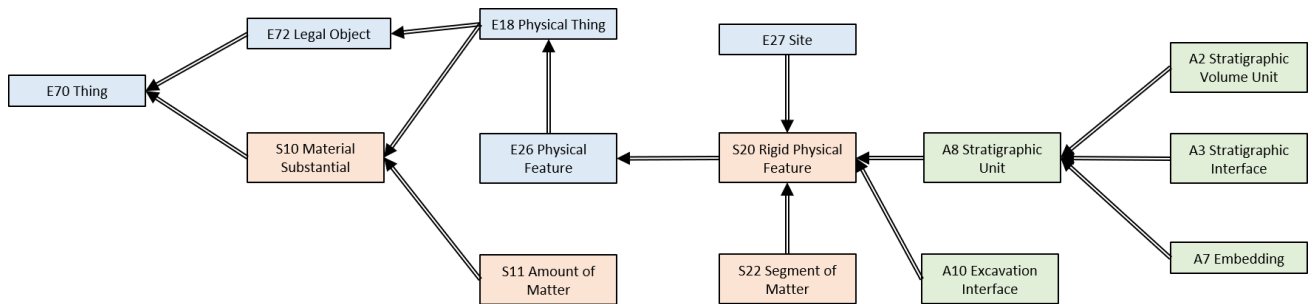 E72 Legal Object
E18 Physical Thing
E27 Site
A2 Stratigraphic
Volume Unit
E70 Thing
S10 Material
Substantial
E26 Physical
Feature
S20 Rigid Physical
Feature
A8 Stratigraphic
Unit
A3 Stratigraphic
Interface
S11 Amount of
Matter
S22 Segment of
Matter
A10 Excavation
Interface
A7 Embedding